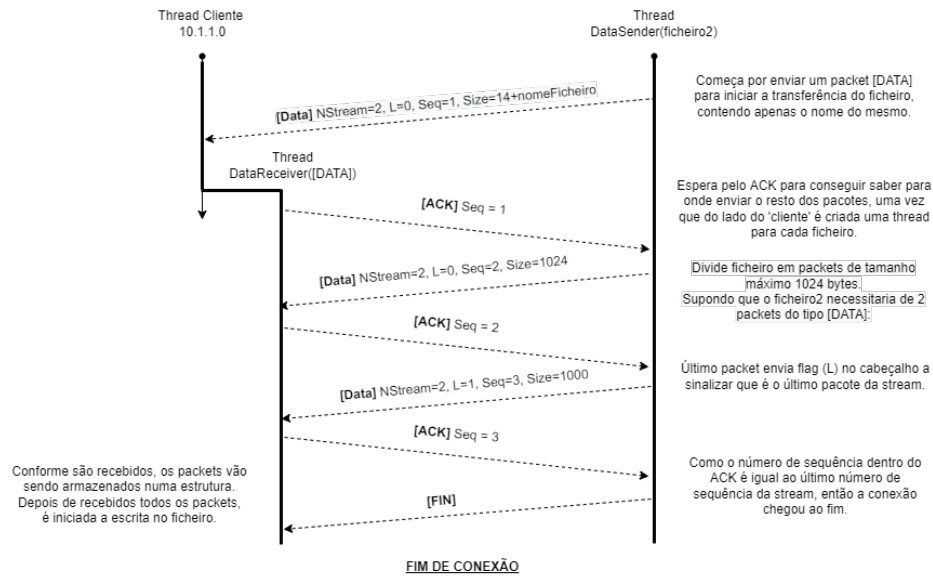 Thread Cliente
10.1.1.0
Thread
DataSender(ficheiro2)
Começa por enviar um packet [DATA]
para iniciar a transferência do ficheiro,
contendo apenas o nome do mesmo.
[Data] NStream=2, L=0, Seq=1, Size=14+nomeFicheiro
Thread
DataReceiver([DATA])
Espera pelo ACK para conseguir saber para
onde enviar o resto dos pacotes, uma vez
que do lado do 'cliente' é criada uma thread
para cada ficheiro.
[ACK] Seq = 1
[Data] NStream=2, L=0, Seq=2, Size=1024
Divide ficheiro em packets de tamanho
máximo 1024 bytes.
Supondo que o ficheiro2 necessitaria de 2
packets do tipo [DATA]:
[ACK] Seq = 2
Último packet envia flag (L) no cabeçalho a
sinalizar que é o último pacote da stream.
[Data] NStream=2, L=1, Seq=3, Size=1000
[ACK] Seq = 3
Conforme são recebidos, os packets vão
sendo armazenados numa estrutura.
Depois de recebidos todos os packets,
é iniciada a escrita no ficheiro.
Como o número de sequência dentro do
ACK é igual ao último número de
sequência da stream, então a conexão
chegou ao fim.
[FIN]
FIM DE CONEXÃO